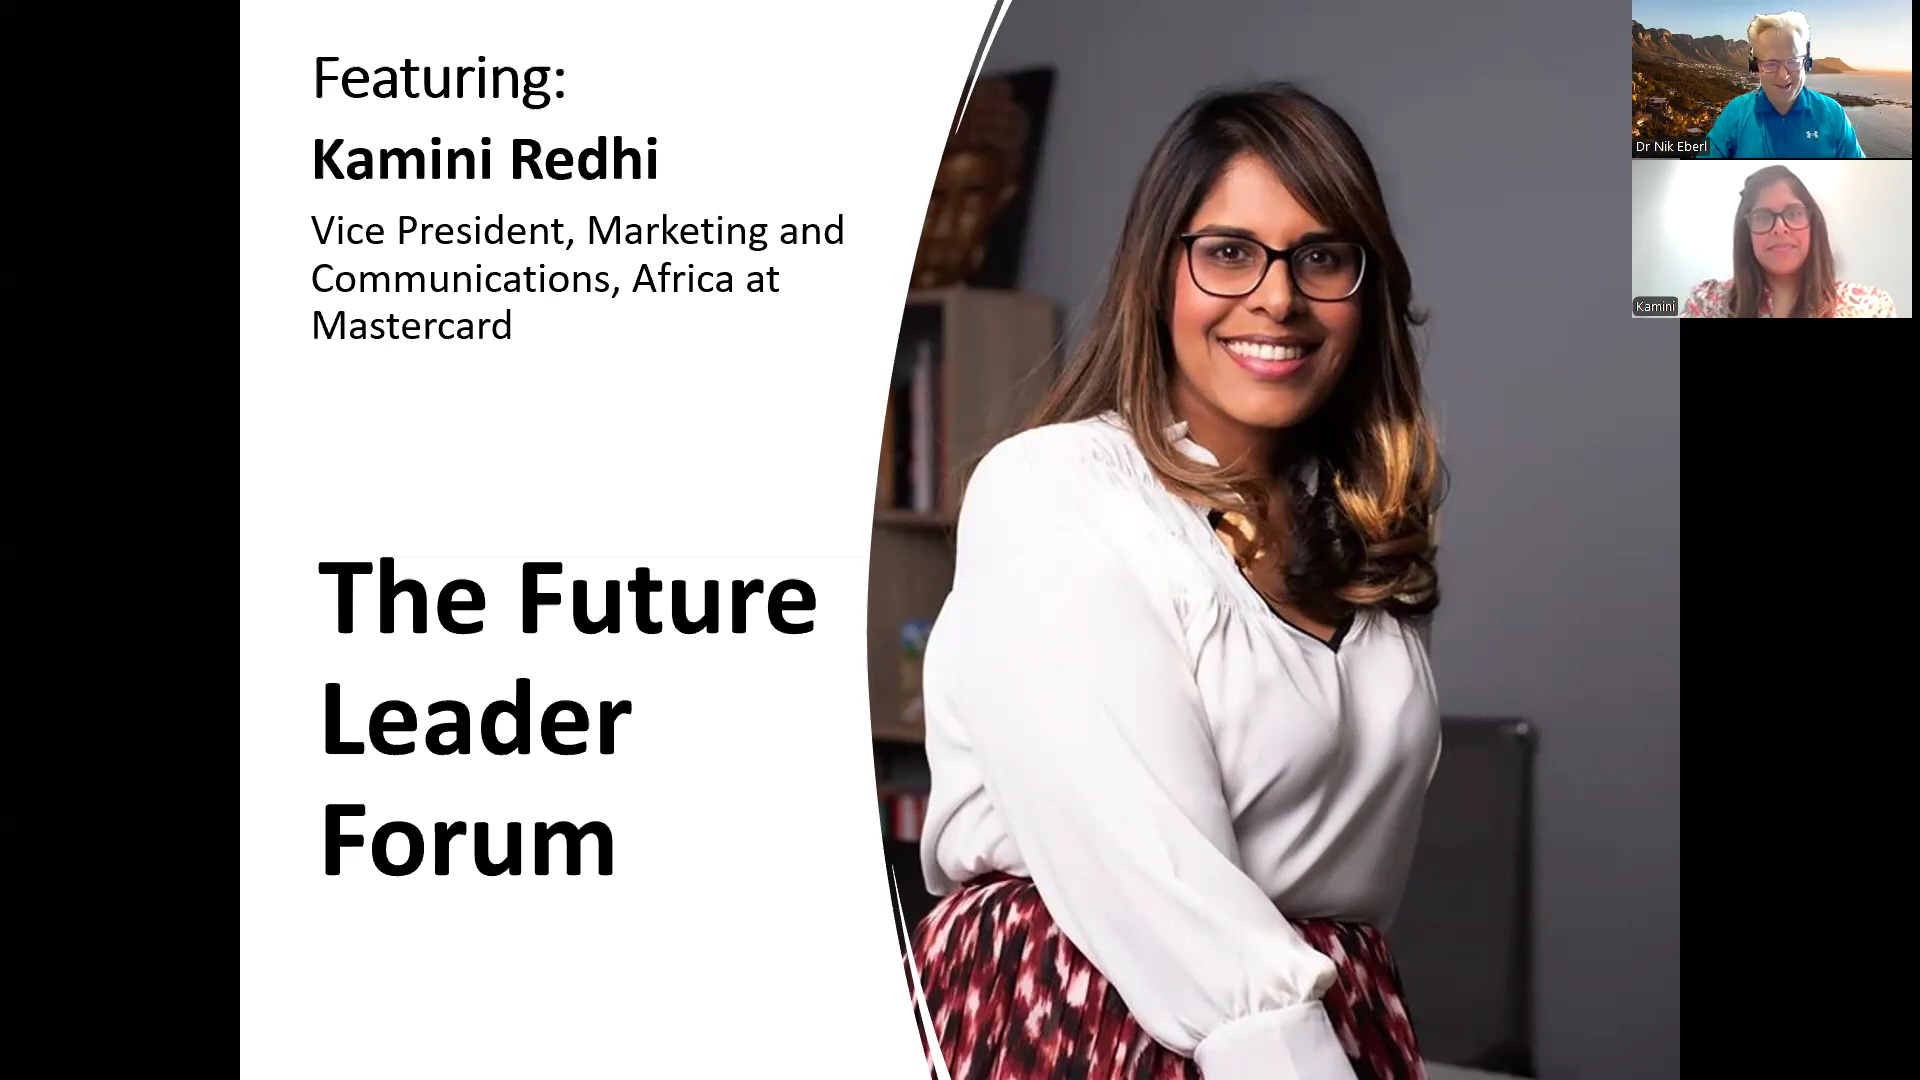 Featuring:
Kamini Redhi
Vice President, Marketing and
Communications, Africa at
Mastercard
The Future
Leader
Forum
Dr Nik Eberl
Kamini